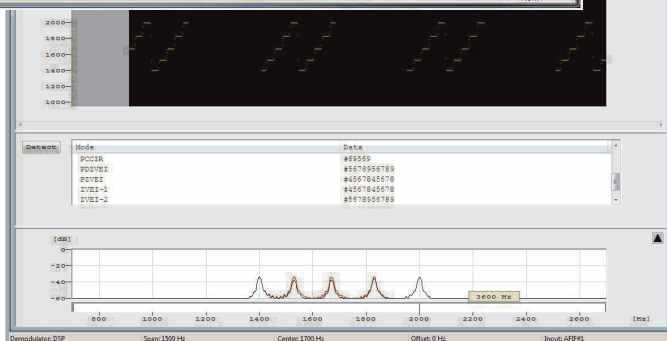 2000
1800
1600
1400
1200
1000
Detect
Mode Data
PCCIR #69569
PDZVEI #5678956789
PZVEI #4567845678
ZVEI-1 #4567845678
ZVEI-2 #5678956789
[dB]
0
-20
-40
-60
3600 Hz
800 1000 1200 1400 1600 1800 2000 2200 2400 2600 [Hz]
Demodulator: DSP Span: 1500 Hz Center: 1700 Hz Offset: 0 Hz Input: AFIF#1